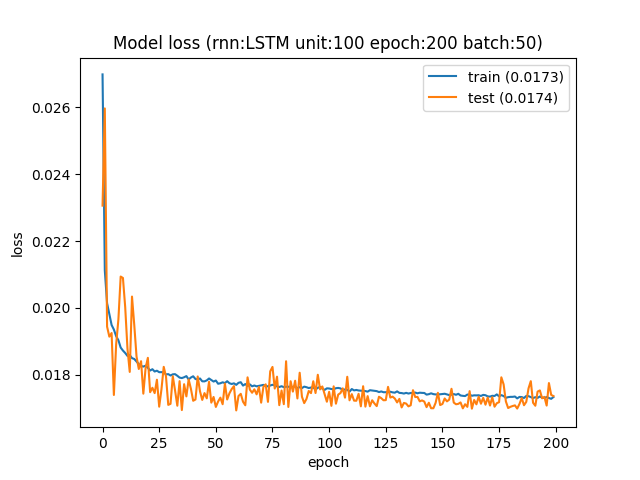 Model loss (rnn:LSTM unit:100 epoch:200 batch:50)
train (0.0173)
test (0.0174)
0.026
0.024
0.022
0.020
0.018
loss
0 25 50 75 100 125 150 175 200
epoch